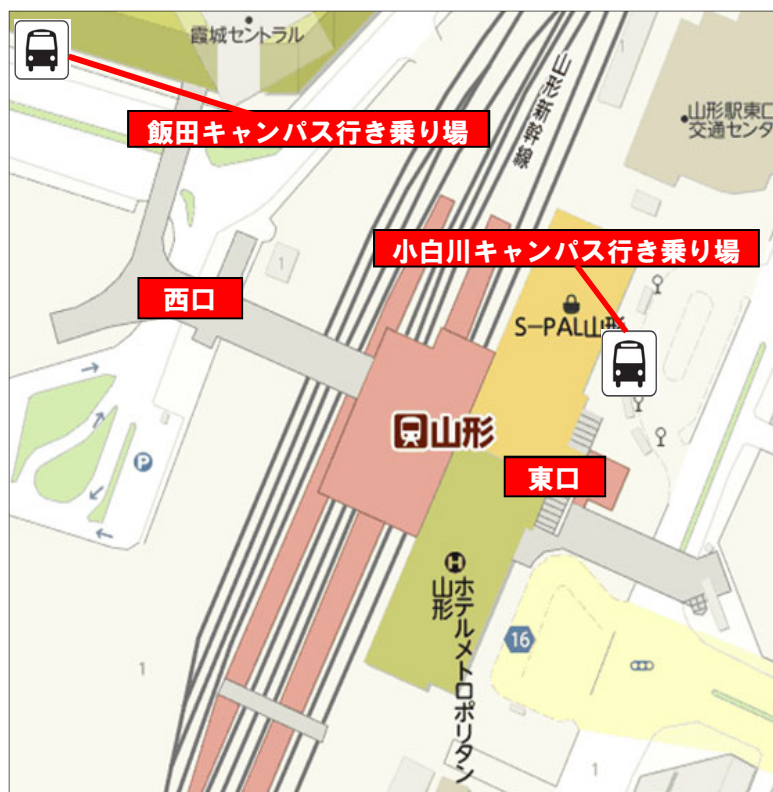 霞城セントラル
1
山形新幹線
山形駅東口
交通センタ
飯田キャンパス行き乗り場
小白川キャンパス行き乗り場
1
西口
S-PAL山形
山形
P
東口
H
ホテルメトロポリタン
山形
16
1
1